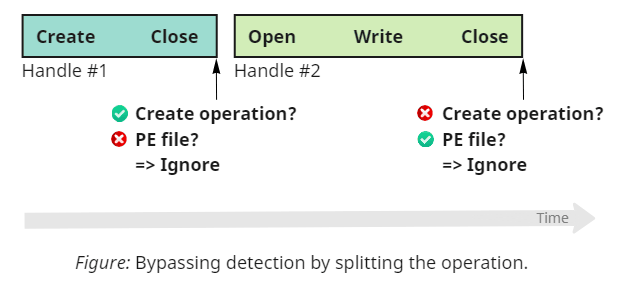 Create Close Open Write Close
Handle #1 Handle #2
Create operation? Create operation?
PE file? PE file?
=> Ignore => Ignore
Time
Figure: Bypassing detection by splitting the operation.